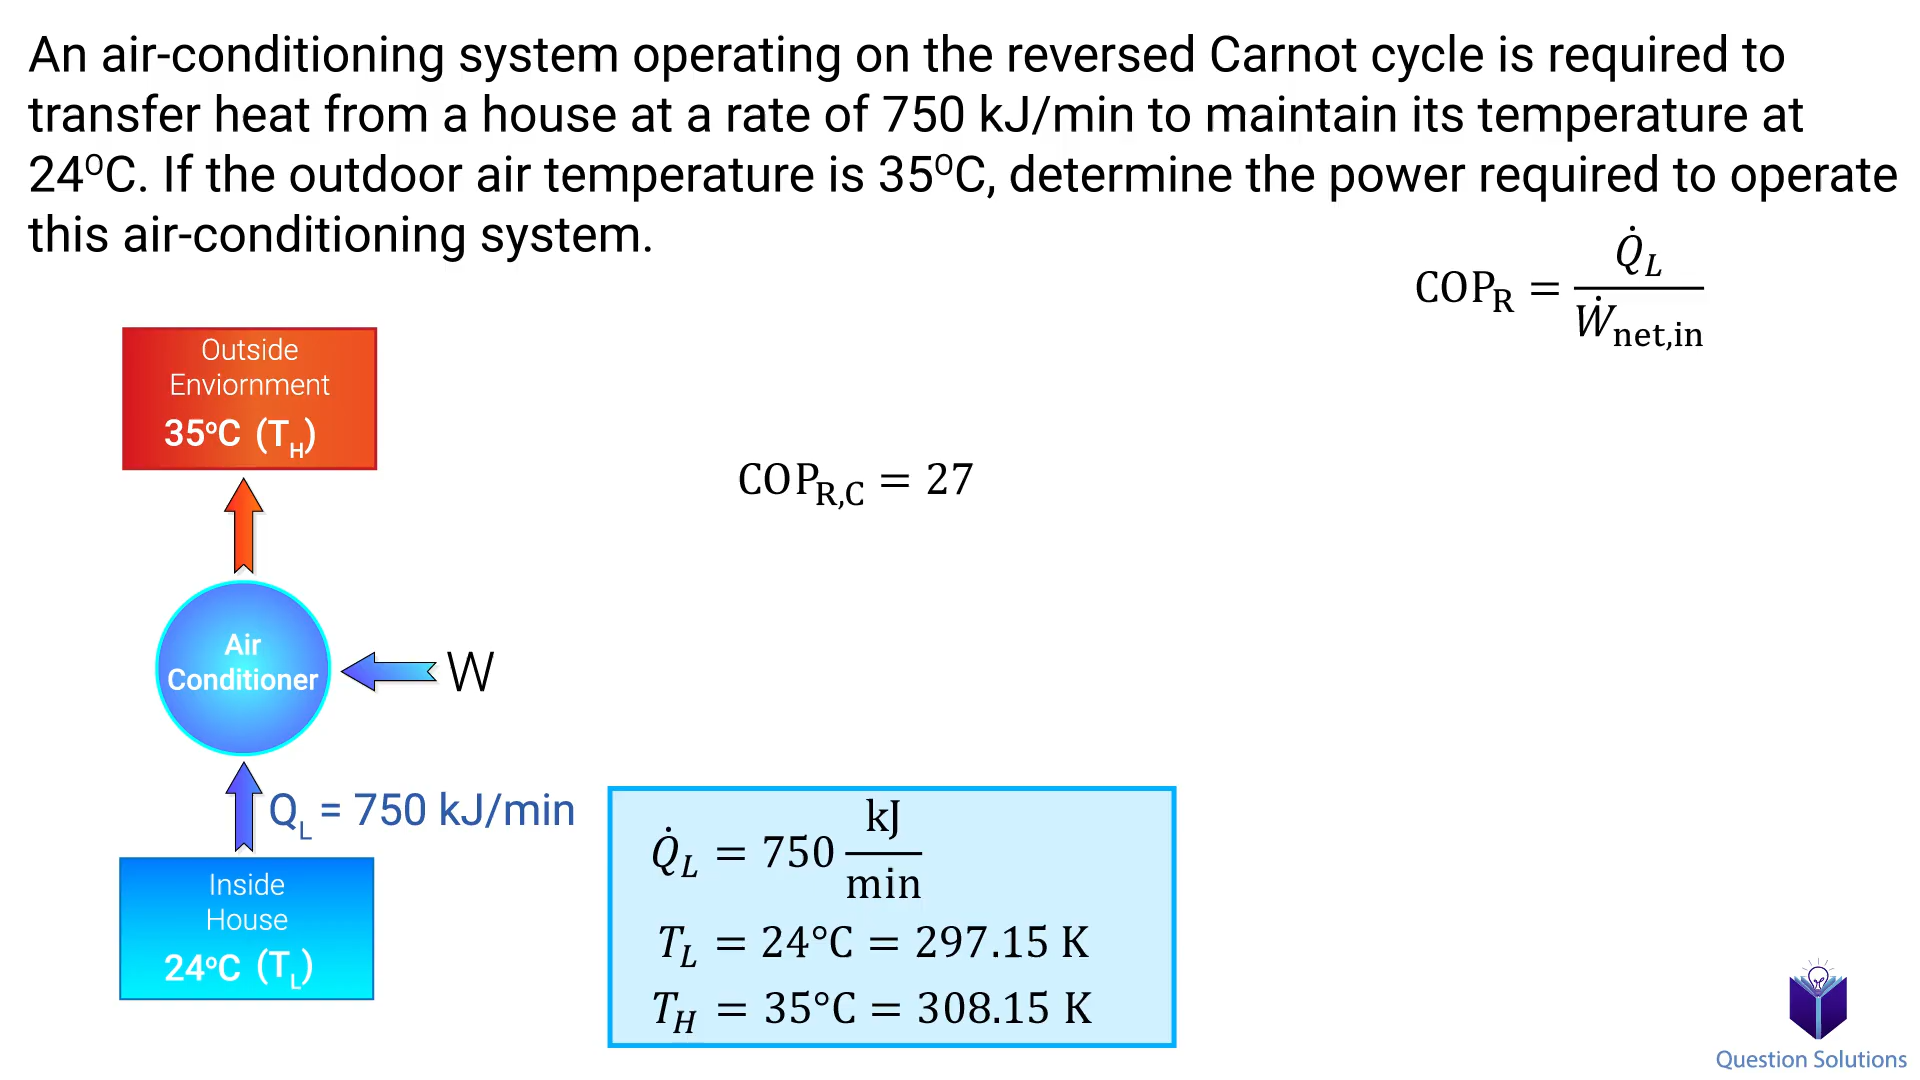 An air-conditioning system operating on the reversed Carnot cycle is required to
transfer heat from a house at a rate of 750 kJ/min to maintain its temperature at
24⁰C. If the outdoor air temperature is 35⁰C, determine the power required to operate
this air-conditioning system.
COP_R = Q̇_L / Ẇ_net,in
Outside
Enviornment
35ºC (T_H)
COP_R,C = 27
Air
Conditioner
W
Q_L = 750 kJ/min
Inside
House
24ºC (T_L)
Q̇_L = 750 kJ/min
T_L = 24°C = 297.15 K
T_H = 35°C = 308.15 K
Question Solutions